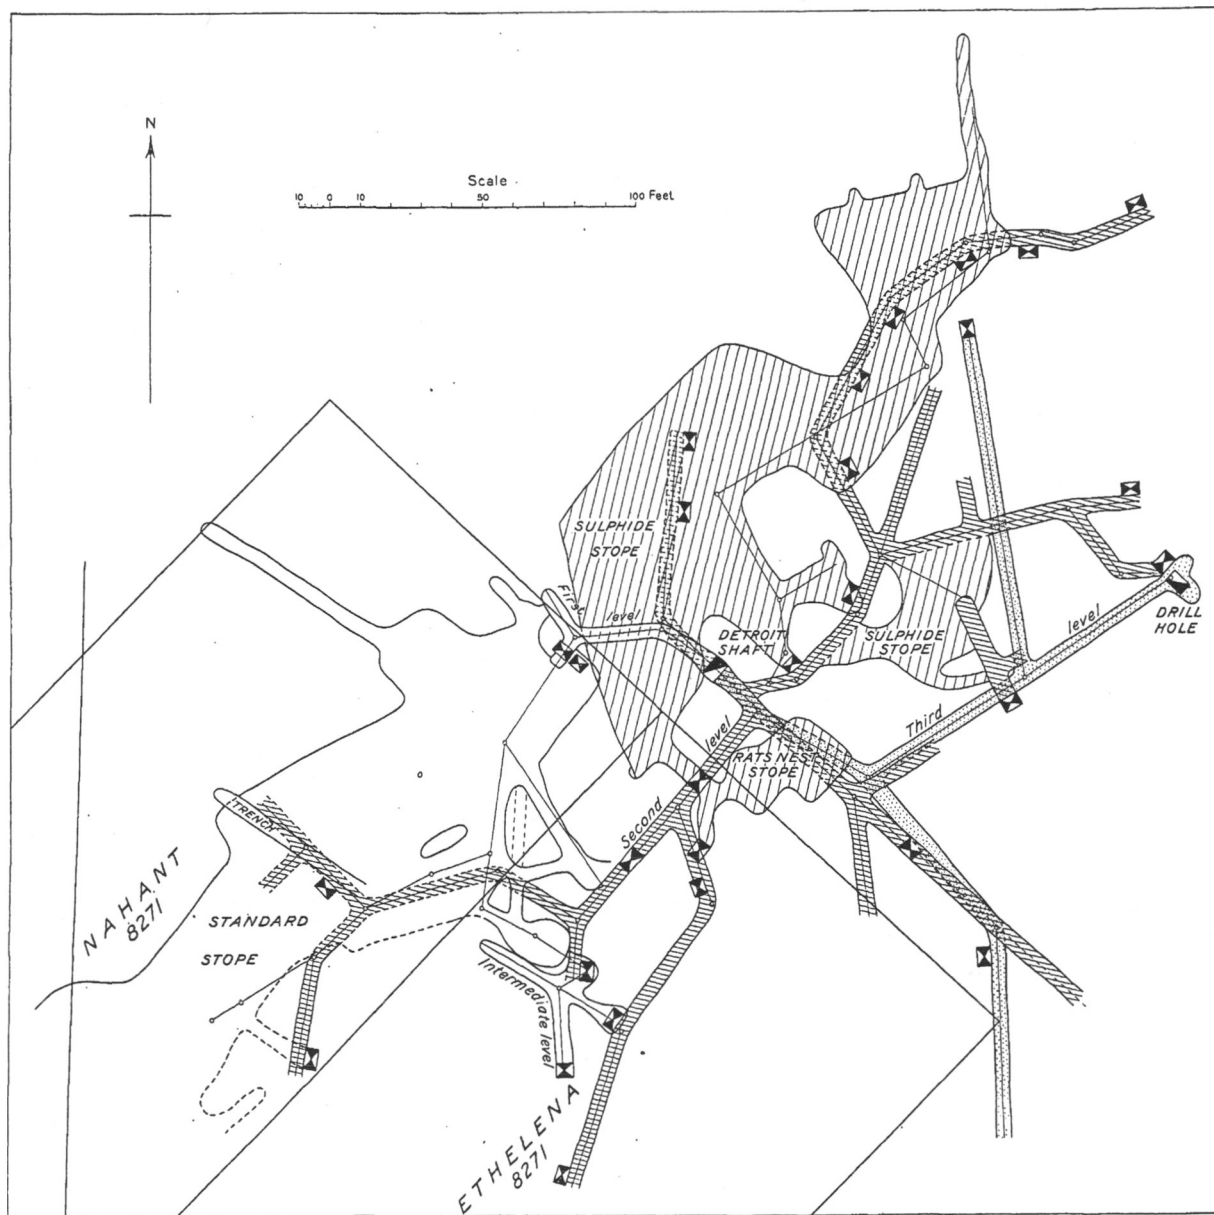 N
Scale
10 0 10 50 100 Feet
SULPHIDE
STOPE
First
level
DETROIT
SHAFT
SULPHIDE
STOPE
level
DRILL
HOLE
Third
level
RATS NEST
STOPE
Second
TRENCH
NAHANT
8271
STANDARD
STOPE
Intermediate level
ETHELENA
8271